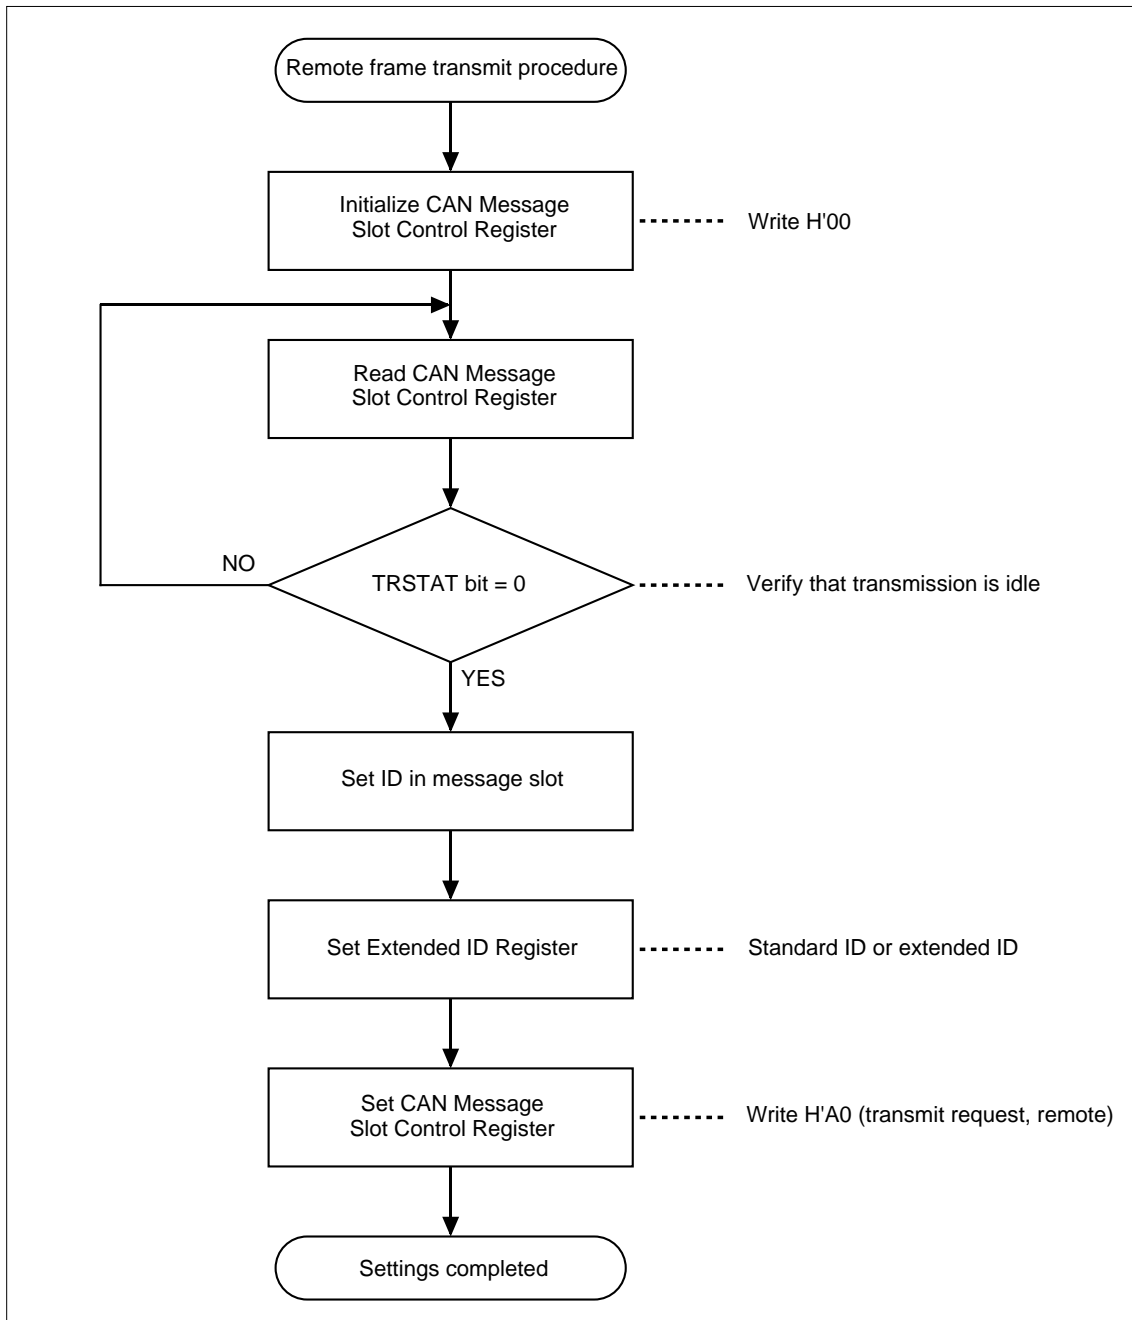 Remote frame transmit procedure
Initialize CAN Message
Slot Control Register
Write H'00
Read CAN Message
Slot Control Register
NO
TRSTAT bit = 0
Verify that transmission is idle
YES
Set ID in message slot
Set Extended ID Register
Standard ID or extended ID
Set CAN Message
Slot Control Register
Write H'A0 (transmit request, remote)
Settings completed